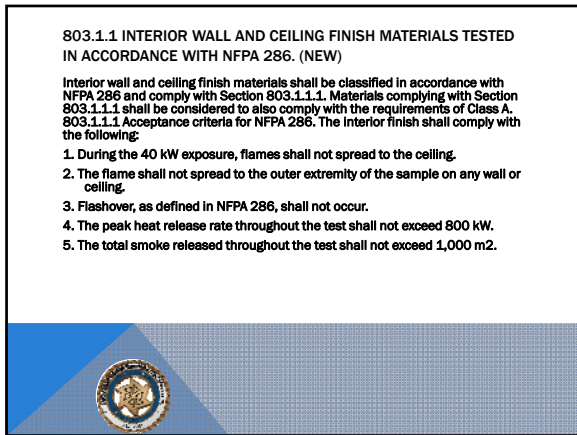 803.1.1 INTERIOR WALL AND CEILING FINISH MATERIALS TESTED
IN ACCORDANCE WITH NFPA 286. (NEW)
Interior wall and ceiling finish materials shall be classified in accordance with
NFPA 286 and comply with Section 803.1.1.1. Materials complying with Section
803.1.1.1 shall be considered to also comply with the requirements of Class A.
803.1.1.1 Acceptance criteria for NFPA 286. The interior finish shall comply with
the following:
1. During the 40 kW exposure, flames shall not spread to the ceiling.
2. The flame shall not spread to the outer extremity of the sample on any wall or
ceiling.
3. Flashover, as defined in NFPA 286, shall not occur.
4. The peak heat release rate throughout the test shall not exceed 800 kW.
5. The total smoke released throughout the test shall not exceed 1,000 m2.